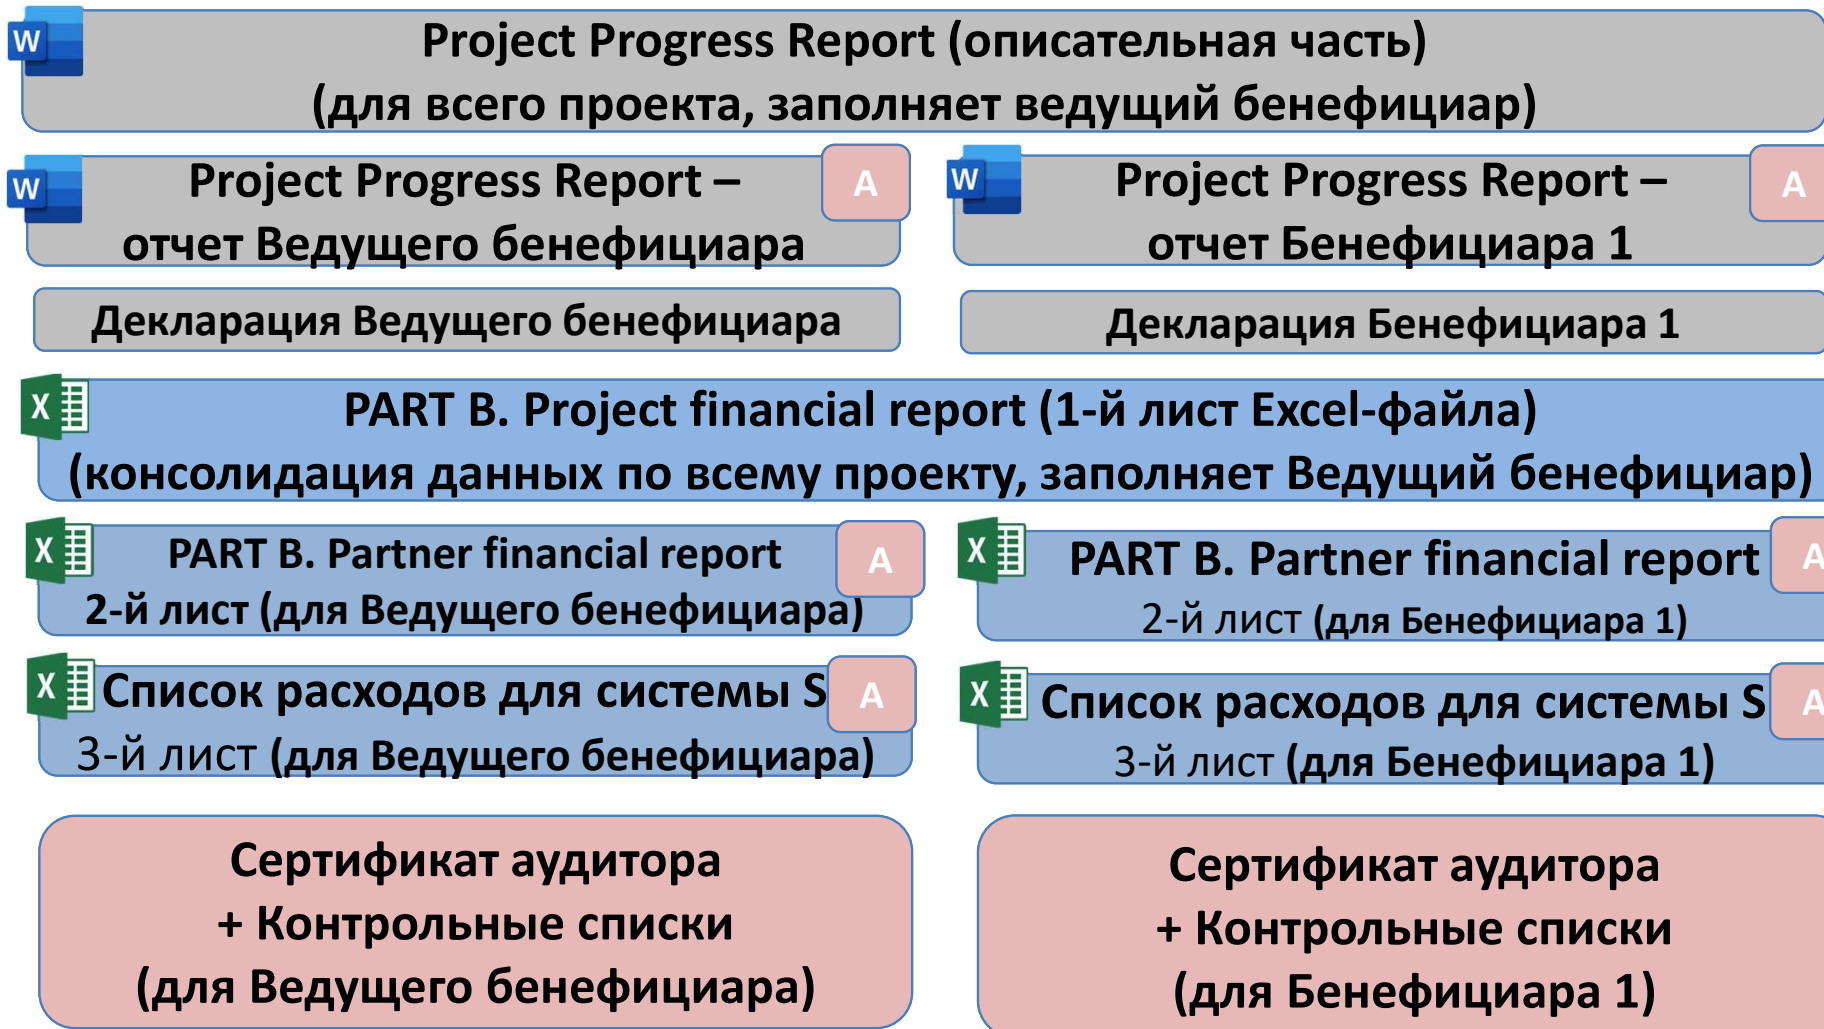 W
Project Progress Report (описательная часть)
(для всего проекта, заполняет ведущий бенефициар)
W
Project Progress Report –
отчет Ведущего бенефициара
A
W
Project Progress Report –
отчет Бенефициара 1
A
Декларация Ведущего бенефициара
Декларация Бенефициара 1
X
PART B. Project financial report (1-й лист Excel-файла)
(консолидация данных по всему проекту, заполняет Ведущий бенефициар)
X
PART B. Partner financial report
2-й лист (для Ведущего бенефициара)
A
X
PART B. Partner financial report
2-й лист (для Бенефициара 1)
A
X
Список расходов для системы S
3-й лист (для Ведущего бенефициара)
A
X
Список расходов для системы S
3-й лист (для Бенефициара 1)
A
Сертификат аудитора
+ Контрольные списки
(для Ведущего бенефициара)
Сертификат аудитора
+ Контрольные списки
(для Бенефициара 1)